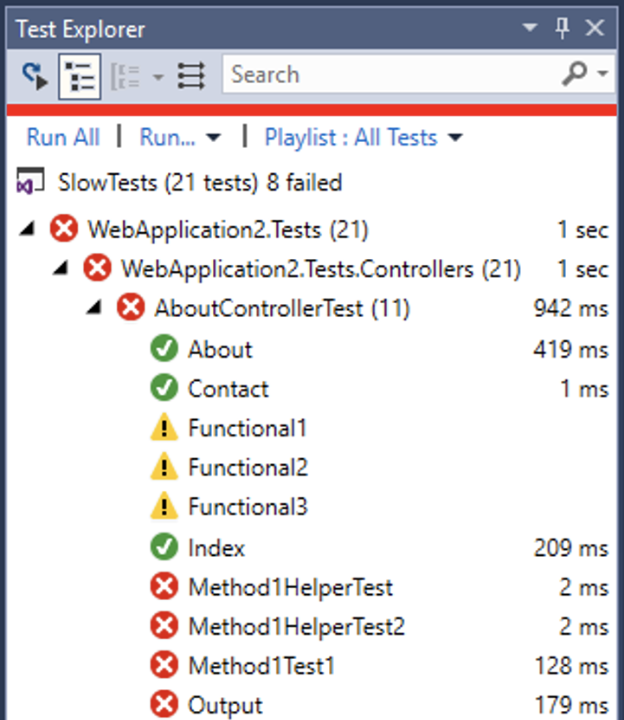 Test Explorer
Search
Run All | Run... | Playlist : All Tests
SlowTests (21 tests) 8 failed
WebApplication2.Tests (21) 1 sec
WebApplication2.Tests.Controllers (21) 1 sec
AboutControllerTest (11) 942 ms
About 419 ms
Contact 1 ms
Functional1
Functional2
Functional3
Index 209 ms
Method1HelperTest 2 ms
Method1HelperTest2 2 ms
Method1Test1 128 ms
Output 179 ms